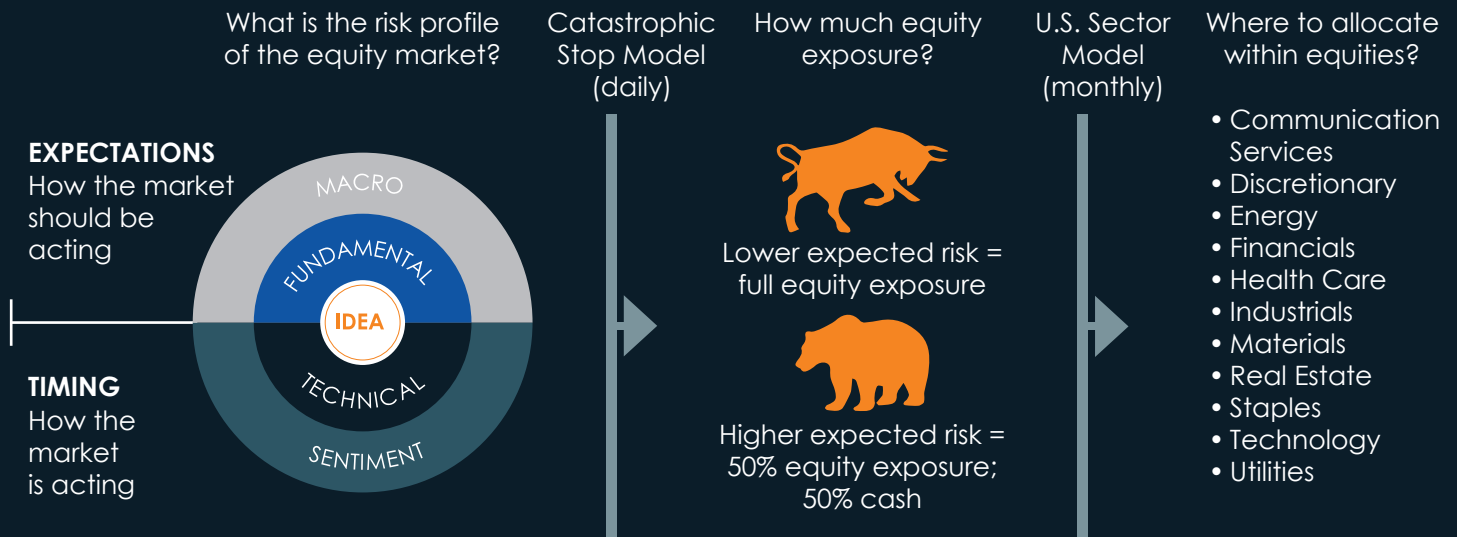 What is the risk profile
of the equity market?
Catastrophic
Stop Model
(daily)
How much equity
exposure?
U.S. Sector
Model
(monthly)
Where to allocate
within equities?
EXPECTATIONS
How the market
should be
acting
MACRO
FUNDAMENTAL
IDEA
TECHNICAL
SENTIMENT
TIMING
How the
market
is acting
Lower expected risk =
full equity exposure
Higher expected risk =
50% equity exposure;
50% cash
• Communication
Services
• Discretionary
• Energy
• Financials
• Health Care
• Industrials
• Materials
• Real Estate
• Staples
• Technology
• Utilities